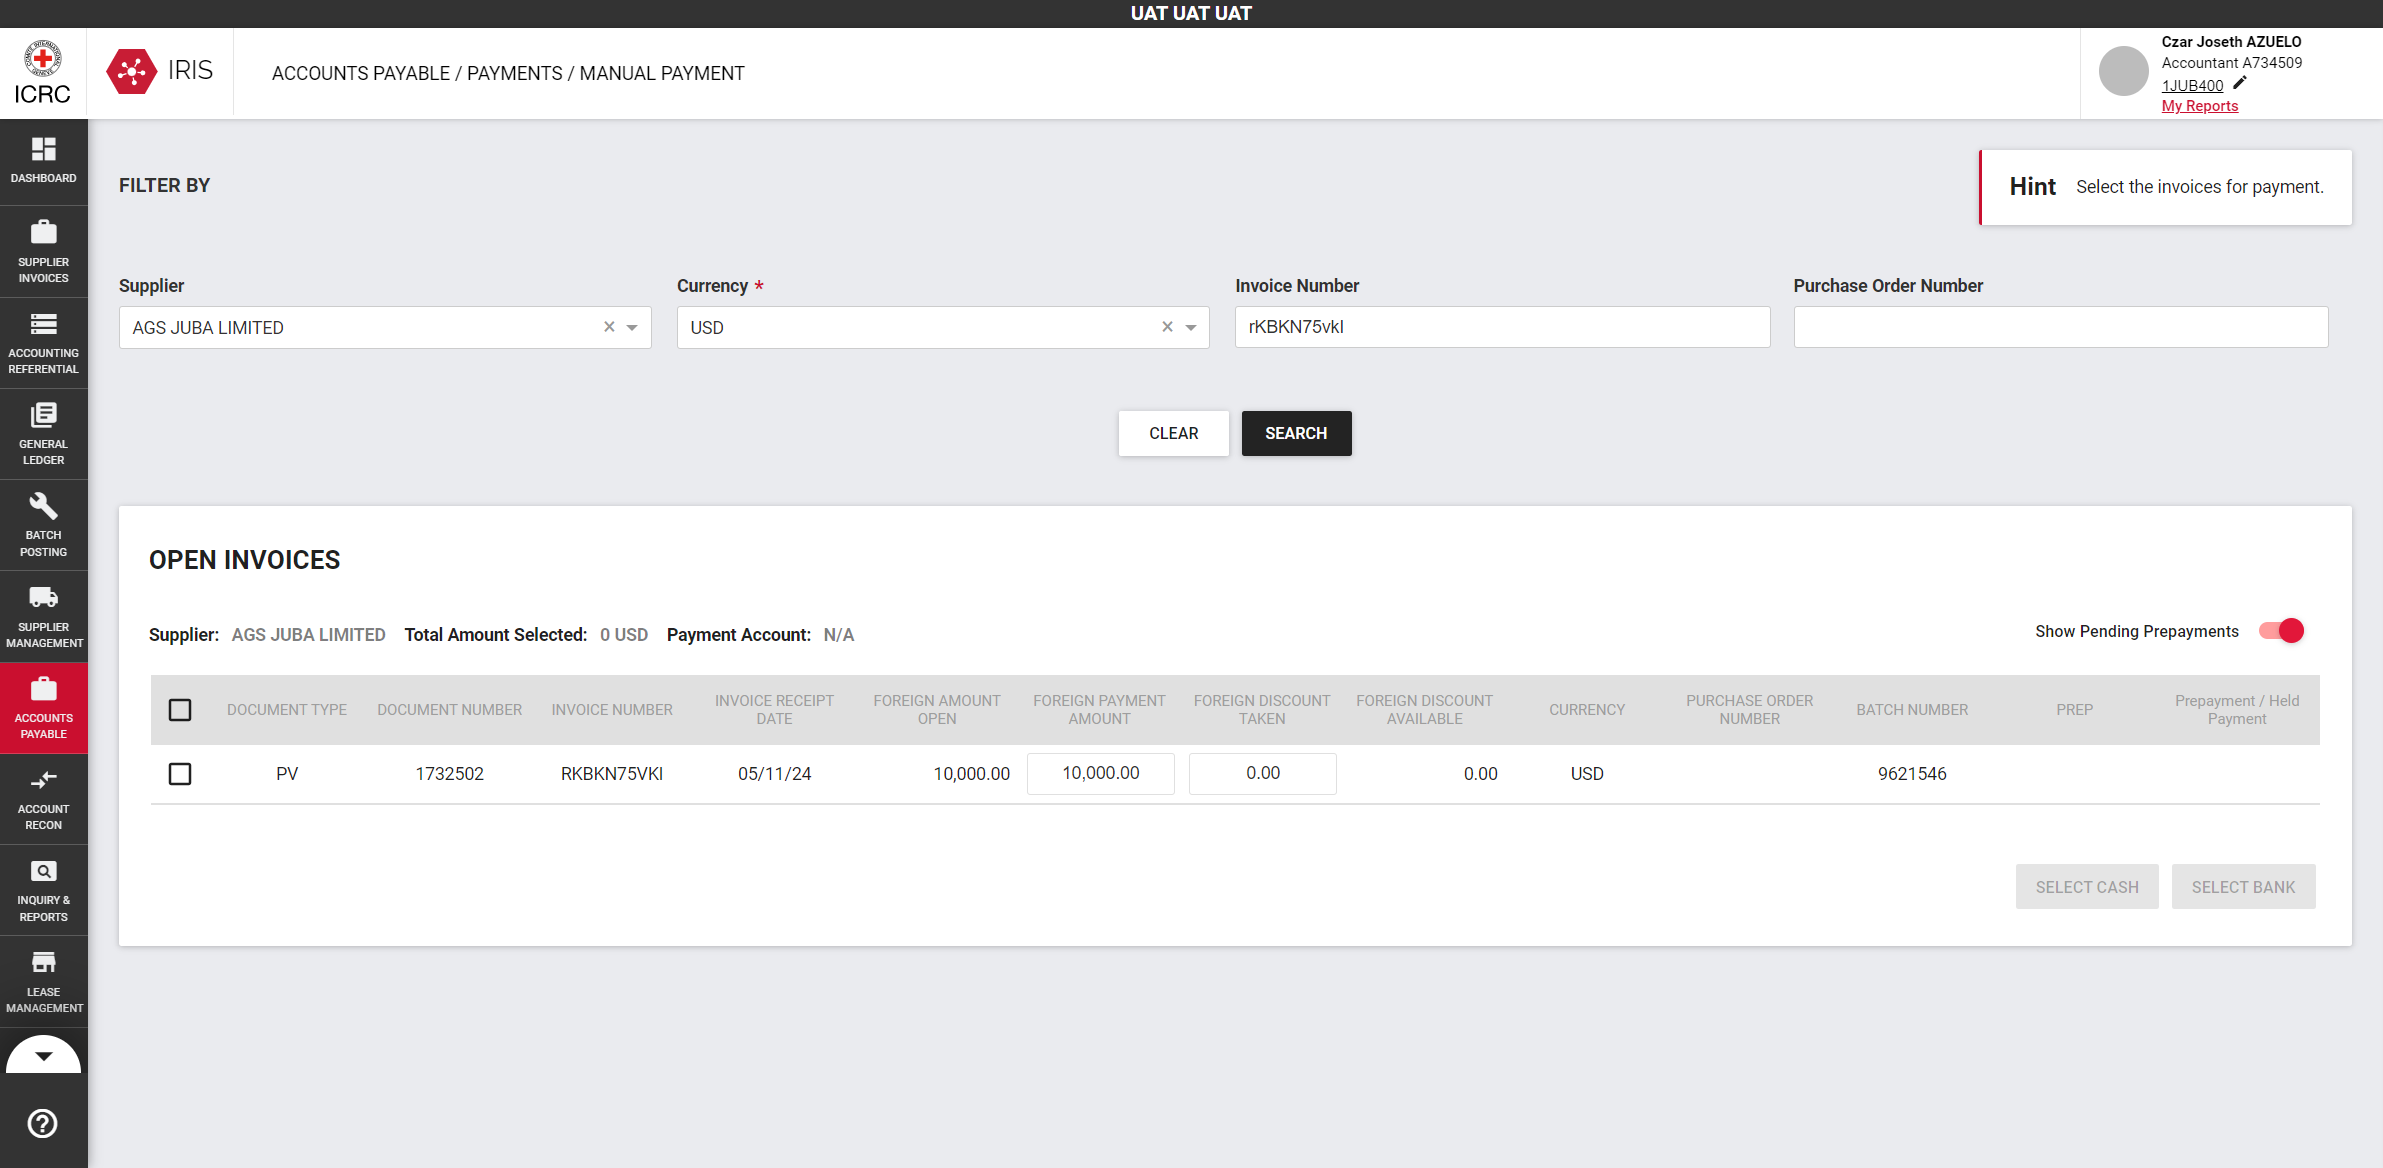 UAT UAT UAT
ICRC
IRIS
ACCOUNTS PAYABLE / PAYMENTS / MANUAL PAYMENT
Czar Joseth AZUELO
Accountant A734509
1JUB400
My Reports
DASHBOARD
SUPPLIER
INVOICES
ACCOUNTING
REFERENTIAL
GENERAL
LEDGER
BATCH
POSTING
SUPPLIER
MANAGEMENT
ACCOUNTS
PAYABLE
ACCOUNT
RECON
INQUIRY &
REPORTS
LEASE
MANAGEMENT
FILTER BY
Hint Select the invoices for payment.
Supplier Currency * Invoice Number Purchase Order Number
AGS JUBA LIMITED × USD × rKBKN75vkI
CLEAR SEARCH
OPEN INVOICES
Supplier: AGS JUBA LIMITED Total Amount Selected: 0 USD Payment Account: N/A
Show Pending Prepayments
DOCUMENT TYPE DOCUMENT NUMBER INVOICE NUMBER INVOICE RECEIPT DATE FOREIGN AMOUNT OPEN FOREIGN PAYMENT AMOUNT FOREIGN DISCOUNT TAKEN FOREIGN DISCOUNT AVAILABLE CURRENCY PURCHASE ORDER NUMBER BATCH NUMBER PREP Prepayment / Held Payment
PV 1732502 RKBKN75VKI 05/11/24 10,000.00 10,000.00 0.00 0.00 USD 9621546
SELECT CASH SELECT BANK